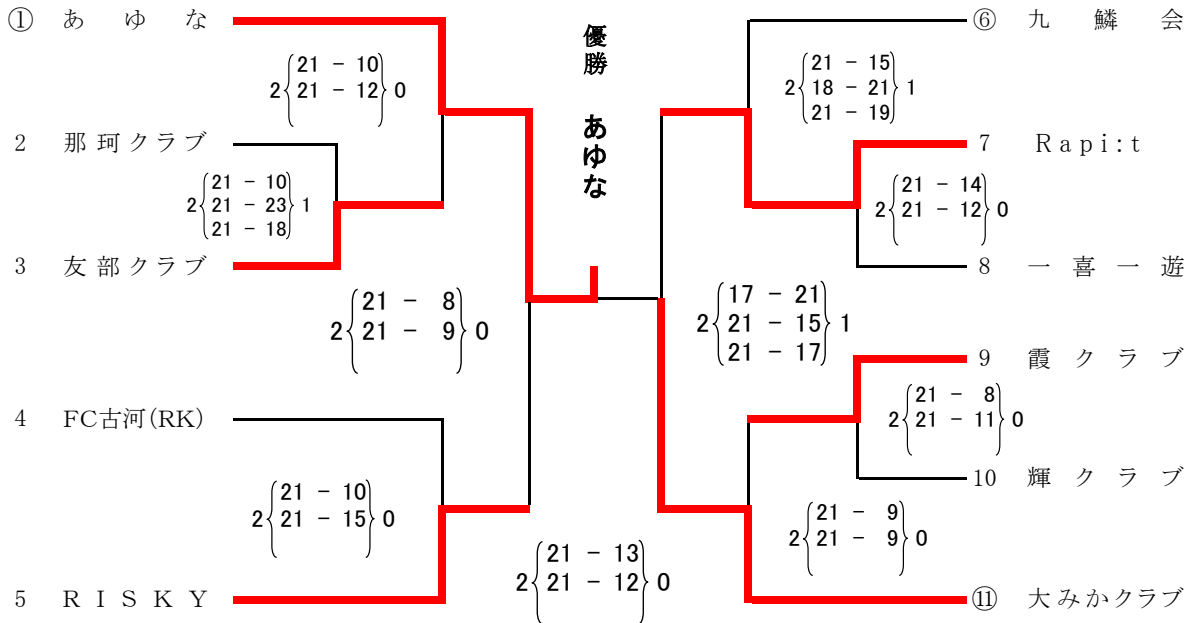 ① あゆな
2 那珂クラブ
3 友部クラブ
4 FC古河(RK)
5 RISKY
2 21 - 10 0
21 - 12
21 - 10
2 21 - 23 1
21 - 18
21 - 8
2 21 - 9 0
21 - 10
2 21 - 15 0
優勝 あゆな
21 - 13
2 21 - 12 0
⑥ 九鱗会
7 Rapi:t
8 一喜一遊
9 霞クラブ
10 輝クラブ
⑪ 大みかクラブ
21 - 15
2 18 - 21 1
21 - 19
21 - 14
2 21 - 12 0
17 - 21
2 21 - 15 1
21 - 17
21 - 8
2 21 - 11 0
21 - 9
2 21 - 9 0